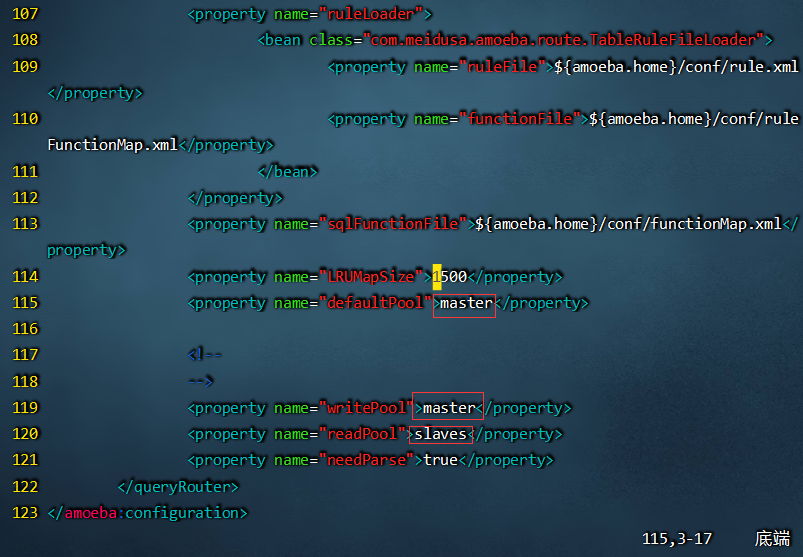 107 <property name="ruleLoader">
108 <bean class="com.meidusa.amoeba.route.TableRuleFileLoader">
109 <property name="ruleFile">${amoeba.home}/conf/rule.xml
</property>
110 <property name="functionFile">${amoeba.home}/conf/rule
FunctionMap.xml</property>
111 </bean>
112 </property>
113 <property name="sqlFunctionFile">${amoeba.home}/conf/functionMap.xml</
property>
114 <property name="LRUMapSize">1500</property>
115 <property name="defaultPool">master</property>
116
117 <!--
118 -->
119 <property name="writePool">master</property>
120 <property name="readPool">slaves</property>
121 <property name="needParse">true</property>
122 </queryRouter>
123 </amoeba:configuration>
115,3-17 底端